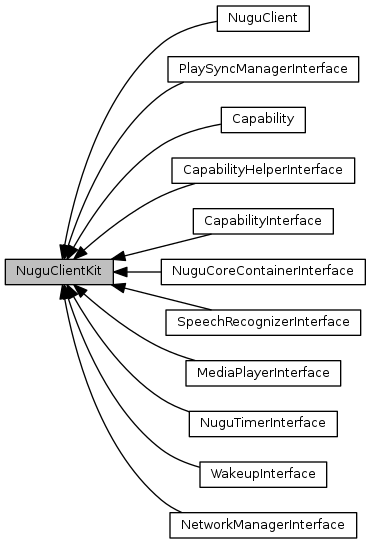 NuguClient
PlaySyncManagerInterface
Capability
CapabilityHelperInterface
CapabilityInterface
NuguClientKit
NuguCoreContainerInterface
SpeechRecognizerInterface
MediaPlayerInterface
NuguTimerInterface
WakeupInterface
NetworkManagerInterface